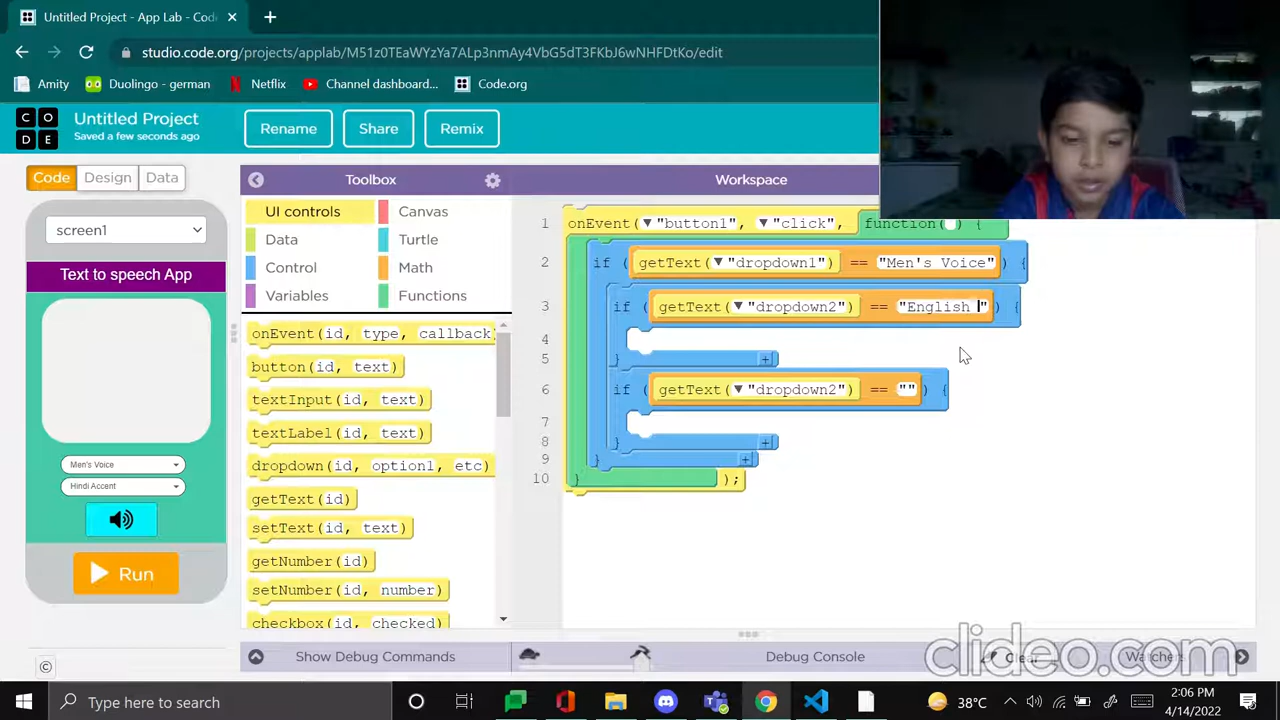 Untitled Project - App Lab - Code
studio.code.org/projects/applab/M51z0TEaWYzYa7ALp3nmAy4VbG5dT3FKbJ6wNHFDtKo/edit
Amity Duolingo - german Netflix Channel dashboard... Code.org
CODE
Untitled Project
Saved a few seconds ago
Rename Share Remix
Code Design Data
Toolbox
Workspace
screen1
Text to speech App
Men's Voice
Hindi Accent
Run
UI controls Canvas
Data Turtle
Control Math
Variables Functions
onEvent(id, type, callback
button(id, text)
textInput(id, text)
textLabel(id, text)
dropdown(id, option1, etc)
getText(id)
setText(id, text)
getNumber(id)
setNumber(id, number)
checkbox(id, checked)
1 onEvent(▼"button1", ▼"click", function( ) {
2 if (getText(▼"dropdown1") == "Men's Voice") {
3 if (getText(▼"dropdown2") == "English ") {
4
5 } +
6 if (getText(▼"dropdown2") == "") {
7
8 } +
9 } +
10 } );
©
Show Debug Commands
Debug Console
Clear
Watchers
clideo.com
Type here to search
38°C
2:06 PM
4/14/2022